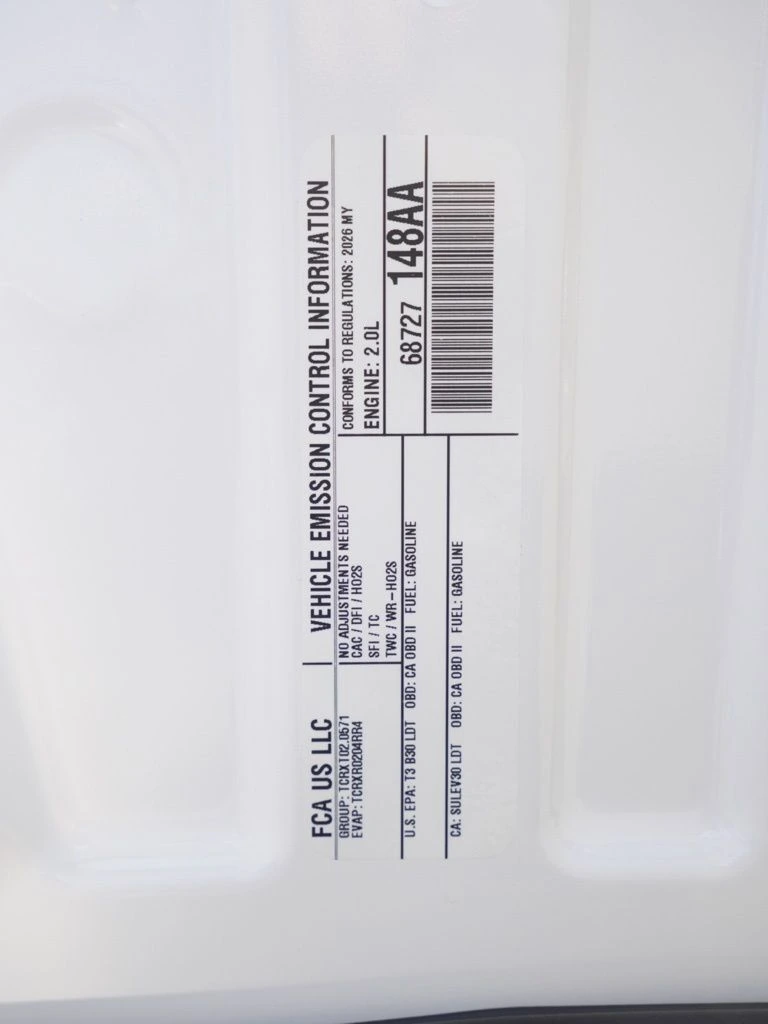 FCA US LLC VEHICLE EMISSION CONTROL INFORMATION
GROUP: TCRXT02.0571
EVAP: TCRXR0204RR4
NO ADJUSTMENTS NEEDED
CAC / DFI / HO2S
SFI / TC
TWC / WR-HO2S
CONFORMS TO REGULATIONS: 2026 MY
ENGINE: 2.0L
68727 148AA
U.S. EPA: T3 B30 LDT OBD: CA OBD II FUEL: GASOLINE
CA: SULEV30 LDT OBD: CA OBD II FUEL: GASOLINE